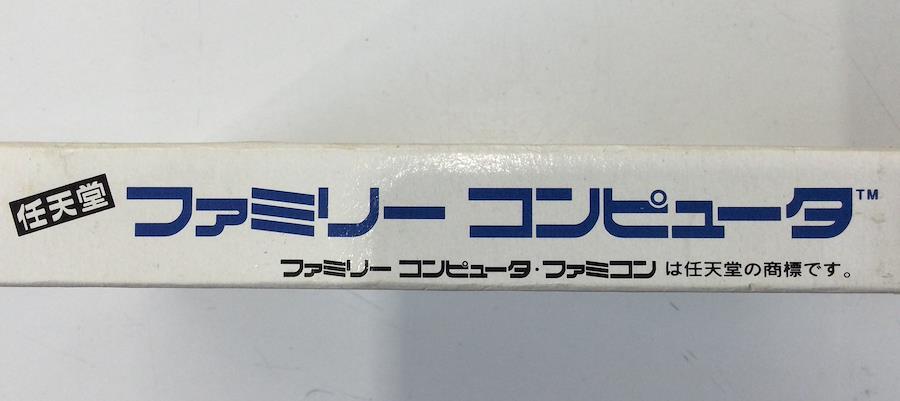 任天堂 ファミリー コンピュータ™
ファミリー コンピュータ・ファミコン は任天堂の商標です。